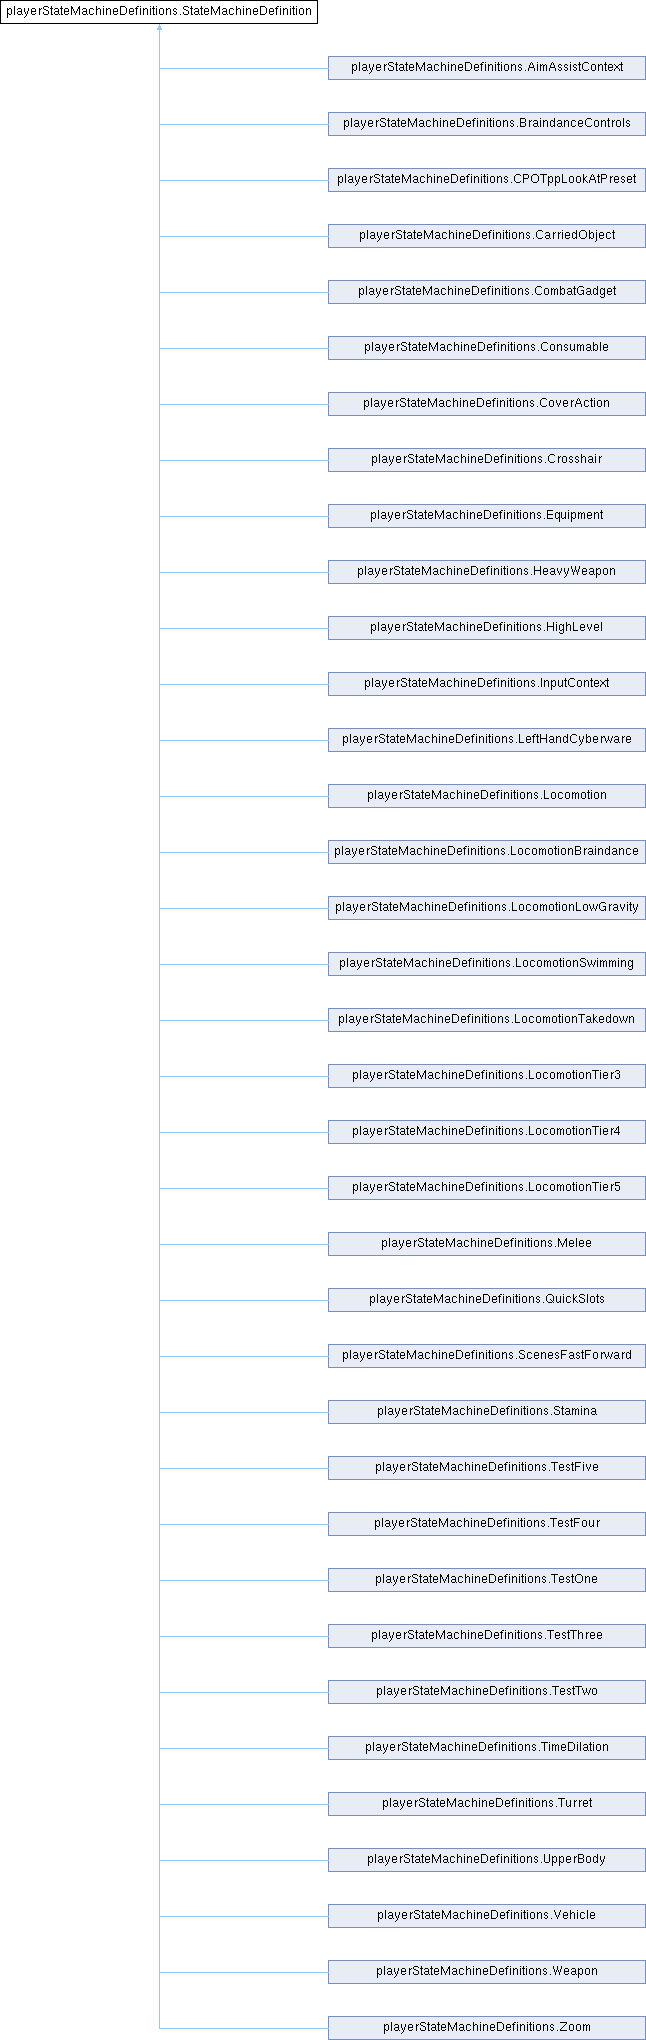 playerStateMachineDefinitions.StateMachineDefinition
playerStateMachineDefinitions.AimAssistContext
playerStateMachineDefinitions.BraindanceControls
playerStateMachineDefinitions.CPOTppLookAtPreset
playerStateMachineDefinitions.CarriedObject
playerStateMachineDefinitions.CombatGadget
playerStateMachineDefinitions.Consumable
playerStateMachineDefinitions.CoverAction
playerStateMachineDefinitions.Crosshair
playerStateMachineDefinitions.Equipment
playerStateMachineDefinitions.HeavyWeapon
playerStateMachineDefinitions.HighLevel
playerStateMachineDefinitions.InputContext
playerStateMachineDefinitions.LeftHandCyberware
playerStateMachineDefinitions.Locomotion
playerStateMachineDefinitions.LocomotionBraindance
playerStateMachineDefinitions.LocomotionLowGravity
playerStateMachineDefinitions.LocomotionSwimming
playerStateMachineDefinitions.LocomotionTakedown
playerStateMachineDefinitions.LocomotionTier3
playerStateMachineDefinitions.LocomotionTier4
playerStateMachineDefinitions.LocomotionTier5
playerStateMachineDefinitions.Melee
playerStateMachineDefinitions.QuickSlots
playerStateMachineDefinitions.ScenesFastForward
playerStateMachineDefinitions.Stamina
playerStateMachineDefinitions.TestFive
playerStateMachineDefinitions.TestFour
playerStateMachineDefinitions.TestOne
playerStateMachineDefinitions.TestThree
playerStateMachineDefinitions.TestTwo
playerStateMachineDefinitions.TimeDilation
playerStateMachineDefinitions.Turret
playerStateMachineDefinitions.UpperBody
playerStateMachineDefinitions.Vehicle
playerStateMachineDefinitions.Weapon
playerStateMachineDefinitions.Zoom